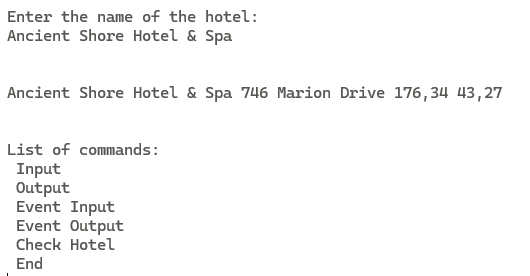 Enter the name of the hotel:
Ancient Shore Hotel & Spa
Ancient Shore Hotel & Spa 746 Marion Drive 176,34 43,27
List of commands:
Input
Output
Event Input
Event Output
Check Hotel
End